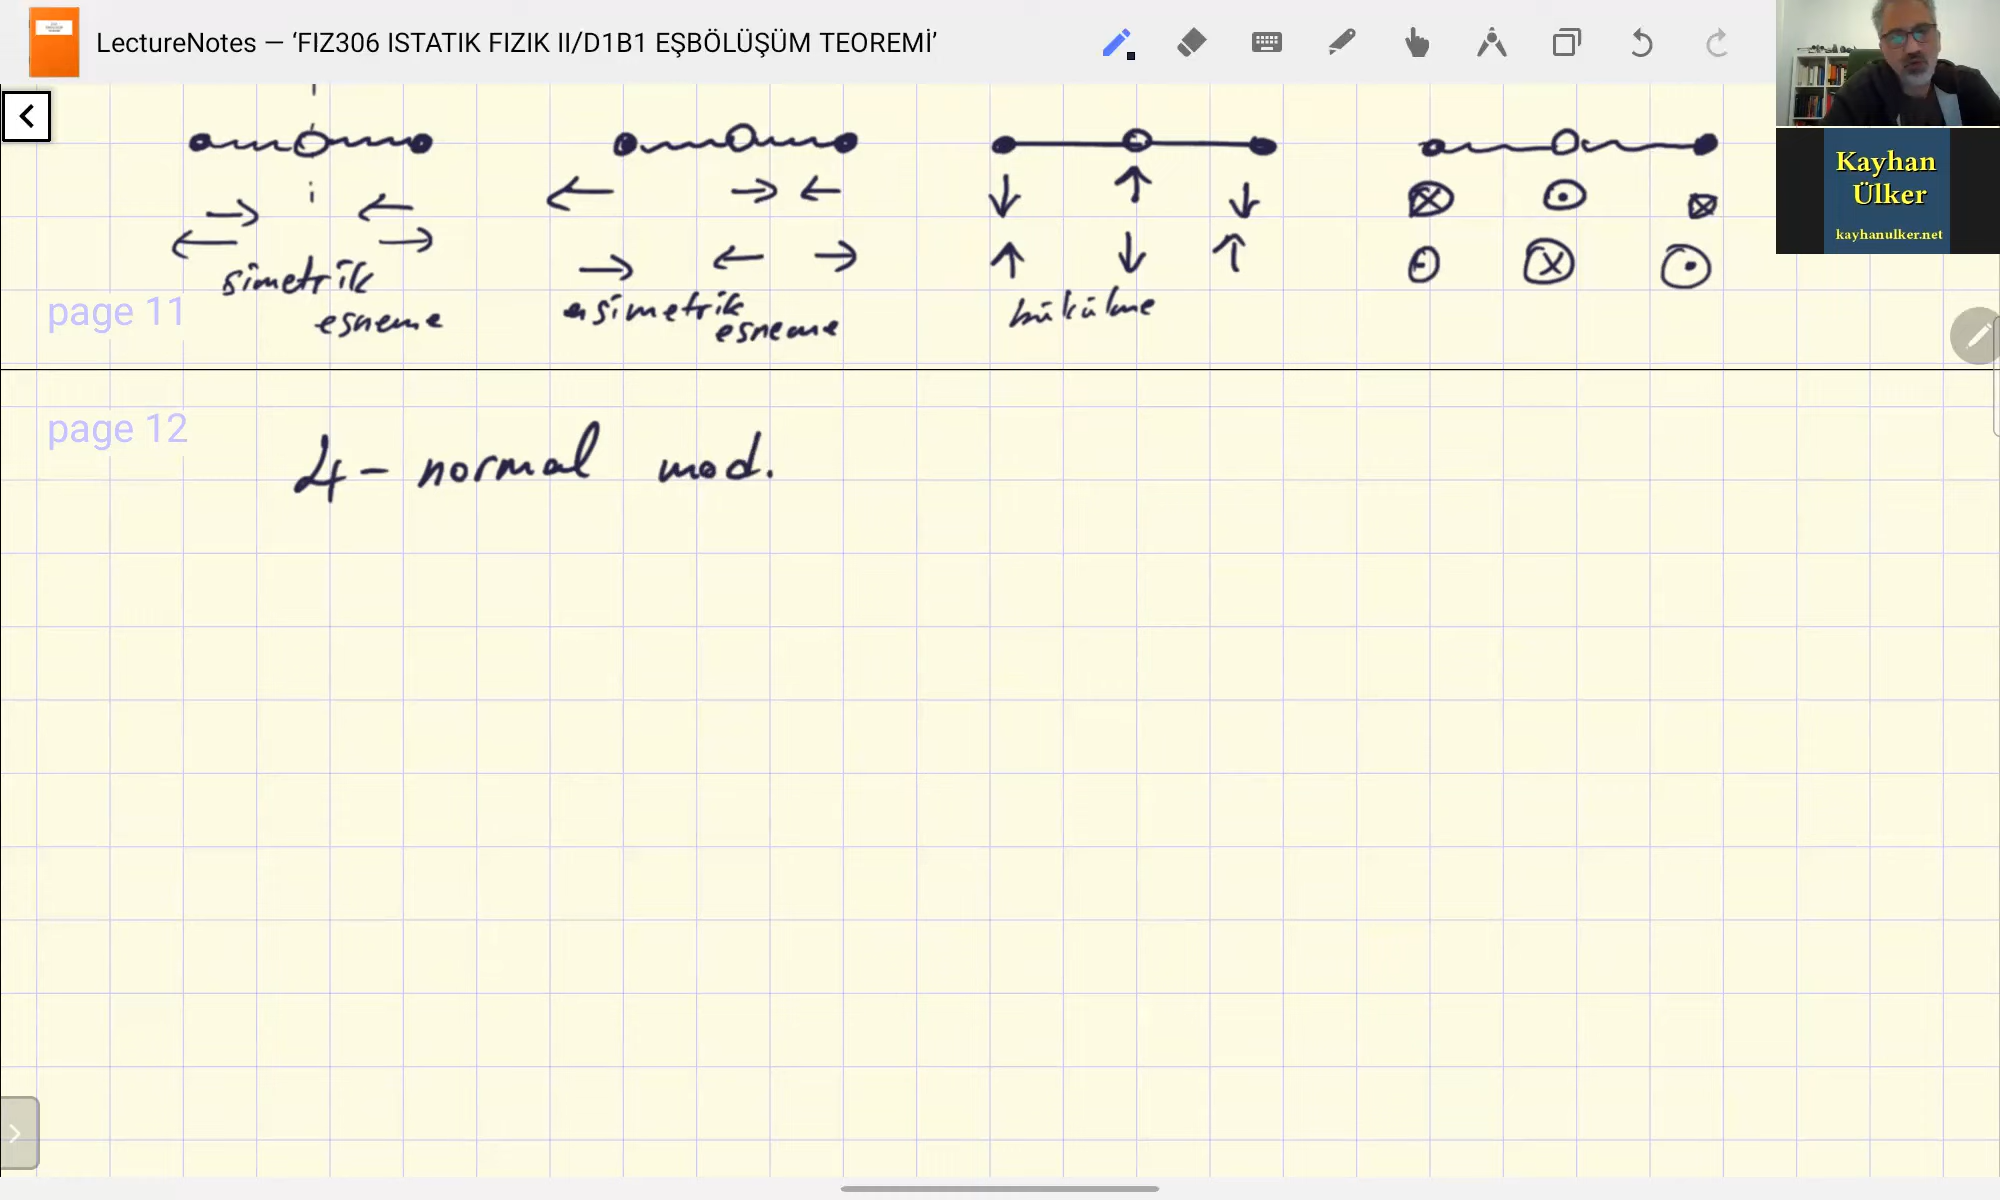 LectureNotes — ‘FIZ306 ISTATIK FIZIK II/D1B1 EŞBÖLÜŞÜM TEOREMİ’
Kayhan
Ülker
kayhanulker.net
simetrik
esneme
asimetrik
esneme
bükülme
page 11
page 12
4 - normal mod.